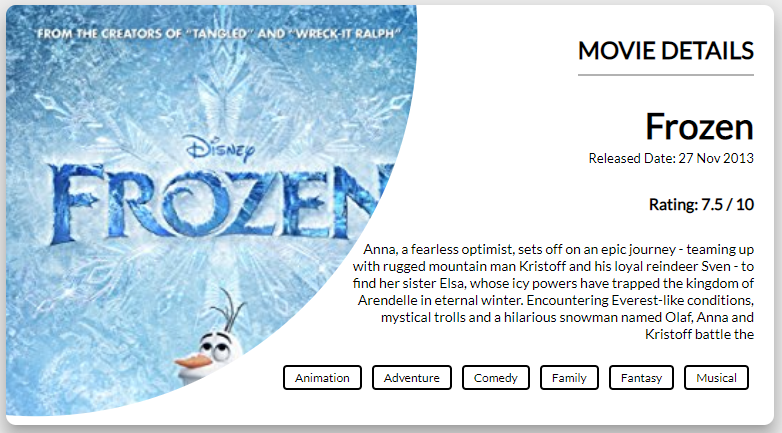 FROM THE CREATORS OF "TANGLED" AND "WRECK-IT RALPH"
DISNEY
FROZEN
MOVIE DETAILS
Frozen
Released Date: 27 Nov 2013
Rating: 7.5 / 10
Anna, a fearless optimist, sets off on an epic journey - teaming up
with rugged mountain man Kristoff and his loyal reindeer Sven - to
find her sister Elsa, whose icy powers have trapped the kingdom of
Arendelle in eternal winter. Encountering Everest-like conditions,
mystical trolls and a hilarious snowman named Olaf, Anna and
Kristoff battle the
Animation Adventure Comedy Family Fantasy Musical